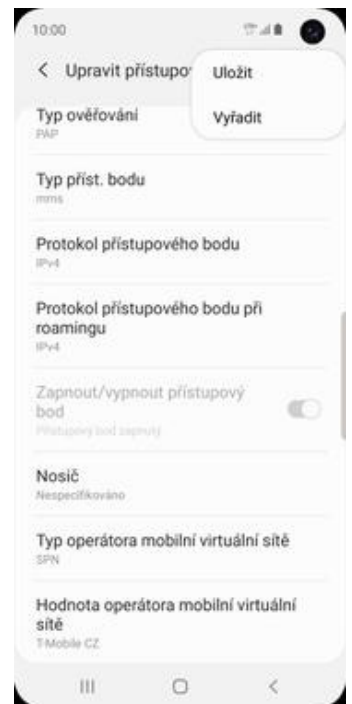 10:00
Upravit přístupo
Uložit
Vyřadit
Typ ověřování
PAP
Typ příst. bodu
mms
Protokol přístupového bodu
IPv4
Protokol přístupového bodu při
roamingu
IPv4
Zapnout/vypnout přístupový
bod
Přístupový bod zapnutý
Nosič
Nespecifikováno
Typ operátora mobilní virtuální sítě
SPN
Hodnota operátora mobilní virtuální
sítě
T-Mobile CZ